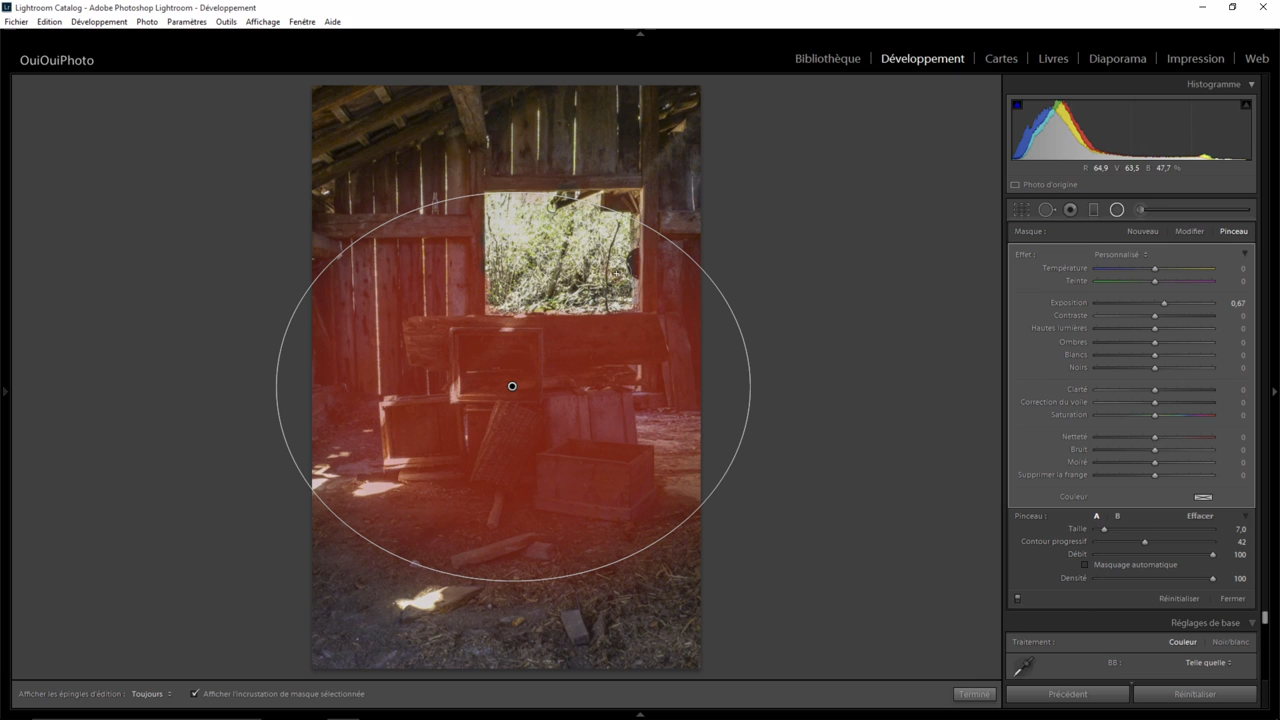 Lightroom Catalog - Adobe Photoshop Lightroom - Développement
Fichier Edition Développement Photo Paramètres Outils Affichage Fenêtre Aide
OuiOuiPhoto
Bibliothèque Développement Cartes Livres Diaporama Impression Web
Histogramme
R 64,9 V 63,5 B 47,7 %
Photo d'origine
Masque : Nouveau Modifier Pinceau
Effet : Personnalisé
Température 0
Teinte 0
Exposition 0,67
Contraste 0
Hautes lumières 0
Ombres 0
Blancs 0
Noirs 0
Clarté 0
Correction du voile 0
Saturation 0
Netteté 0
Bruit 0
Moiré 0
Supprimer la frange 0
Couleur
Pinceau : A B Effacer
Taille 7,0
Contour progressif 42
Débit 100
Masquage automatique
Densité 100
Réinitialiser Fermer
Réglages de base
Traitement : Couleur Noir/blanc
BB : Telle quelle
Afficher les épingles d'édition : Toujours Afficher l'incrustation de masque sélectionnée Terminé
Précédent Réinitialiser